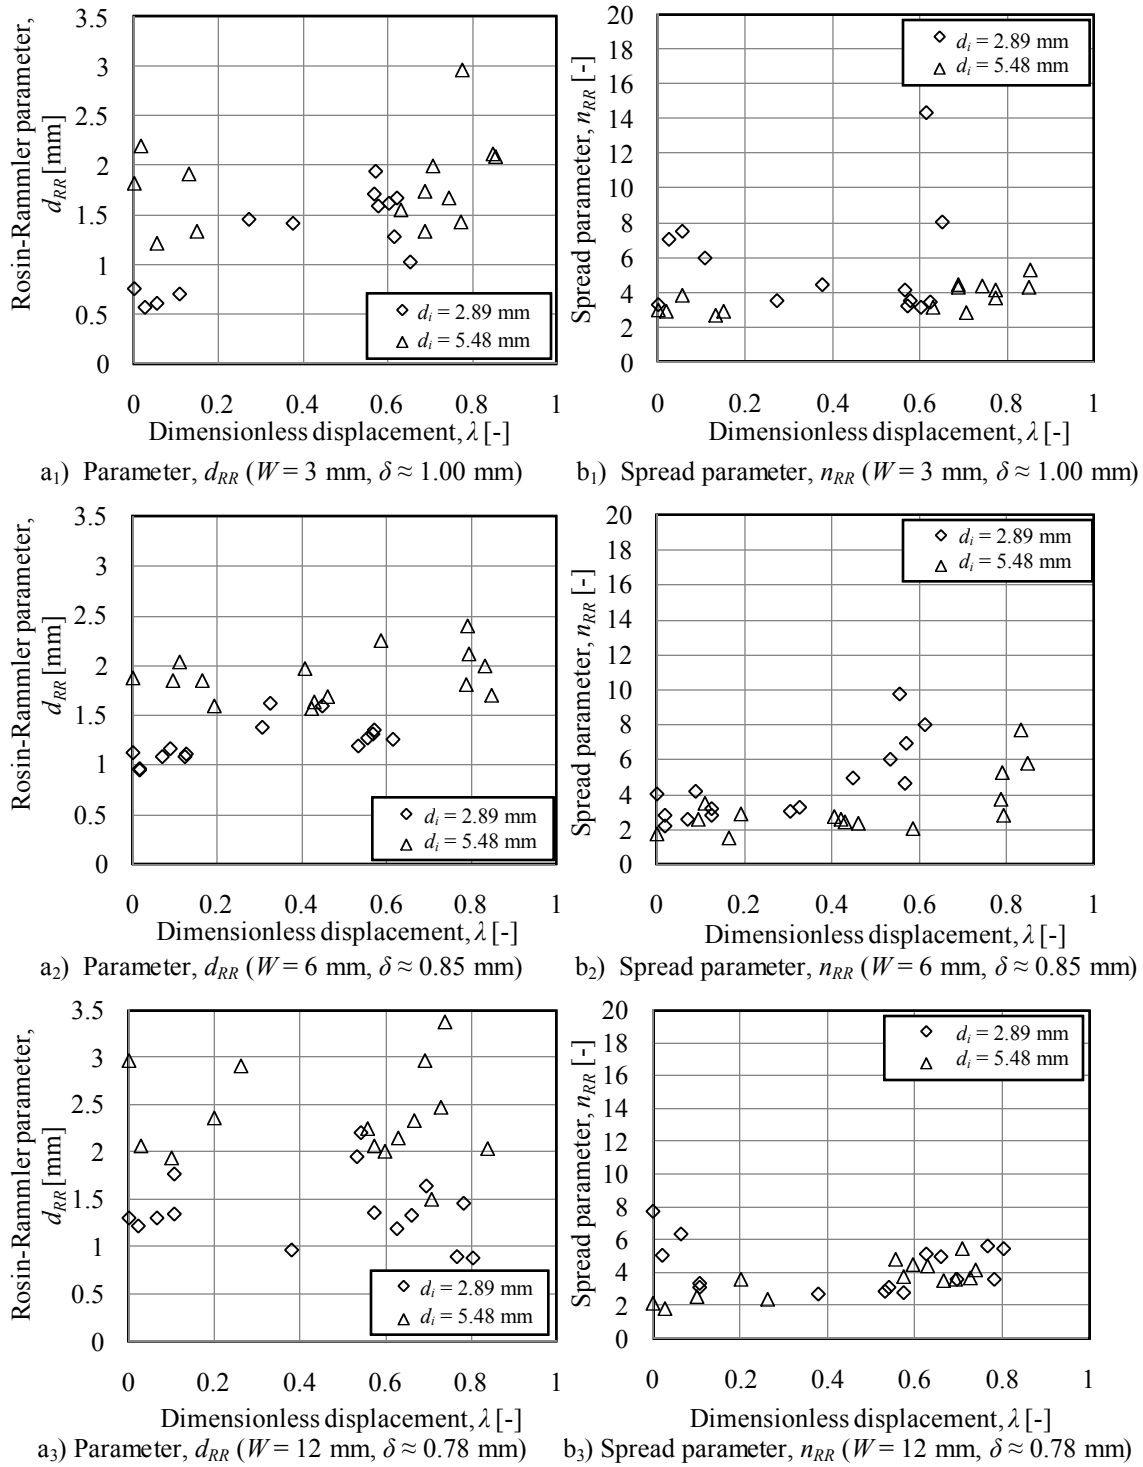 Rosin-Rammler parameter,
d_RR [mm]
3.5
3
2.5
2
1.5
1
0.5
0
0 0.2 0.4 0.6 0.8 1
Dimensionless displacement, λ [-]
◇ d_i = 2.89 mm
△ d_i = 5.48 mm
a₁) Parameter, d_RR (W = 3 mm, δ ≈ 1.00 mm)
Spread parameter, n_RR [-]
20
18
16
14
12
10
8
6
4
2
0
0 0.2 0.4 0.6 0.8 1
Dimensionless displacement, λ [-]
◇ d_i = 2.89 mm
△ d_i = 5.48 mm
b₁) Spread parameter, n_RR (W = 3 mm, δ ≈ 1.00 mm)
Rosin-Rammler parameter,
d_RR [mm]
3.5
3
2.5
2
1.5
1
0.5
0
0 0.2 0.4 0.6 0.8 1
Dimensionless displacement, λ [-]
◇ d_i = 2.89 mm
△ d_i = 5.48 mm
a₂) Parameter, d_RR (W = 6 mm, δ ≈ 0.85 mm)
Spread parameter, n_RR [-]
20
18
16
14
12
10
8
6
4
2
0
0 0.2 0.4 0.6 0.8 1
Dimensionless displacement, λ [-]
◇ d_i = 2.89 mm
△ d_i = 5.48 mm
b₂) Spread parameter, n_RR (W = 6 mm, δ ≈ 0.85 mm)
Rosin-Rammler parameter,
d_RR [mm]
3.5
3
2.5
2
1.5
1
0.5
0
0 0.2 0.4 0.6 0.8 1
Dimensionless displacement, λ [-]
◇ d_i = 2.89 mm
△ d_i = 5.48 mm
a₃) Parameter, d_RR (W = 12 mm, δ ≈ 0.78 mm)
Spread parameter, n_RR [-]
20
18
16
14
12
10
8
6
4
2
0
0 0.2 0.4 0.6 0.8 1
Dimensionless displacement, λ [-]
◇ d_i = 2.89 mm
△ d_i = 5.48 mm
b₃) Spread parameter, n_RR (W = 12 mm, δ ≈ 0.78 mm)